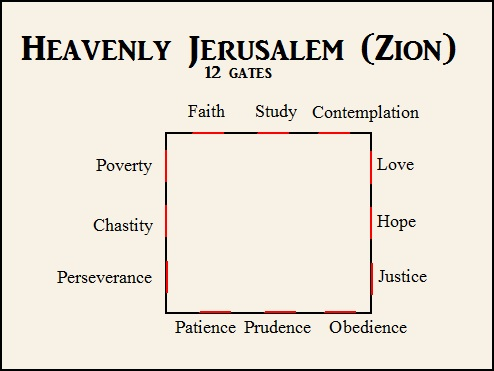 Heavenly Jerusalem (Zion)
12 gates
Faith Study Contemplation
Poverty Love
Chastity Hope
Perseverance Justice
Patience Prudence Obedience